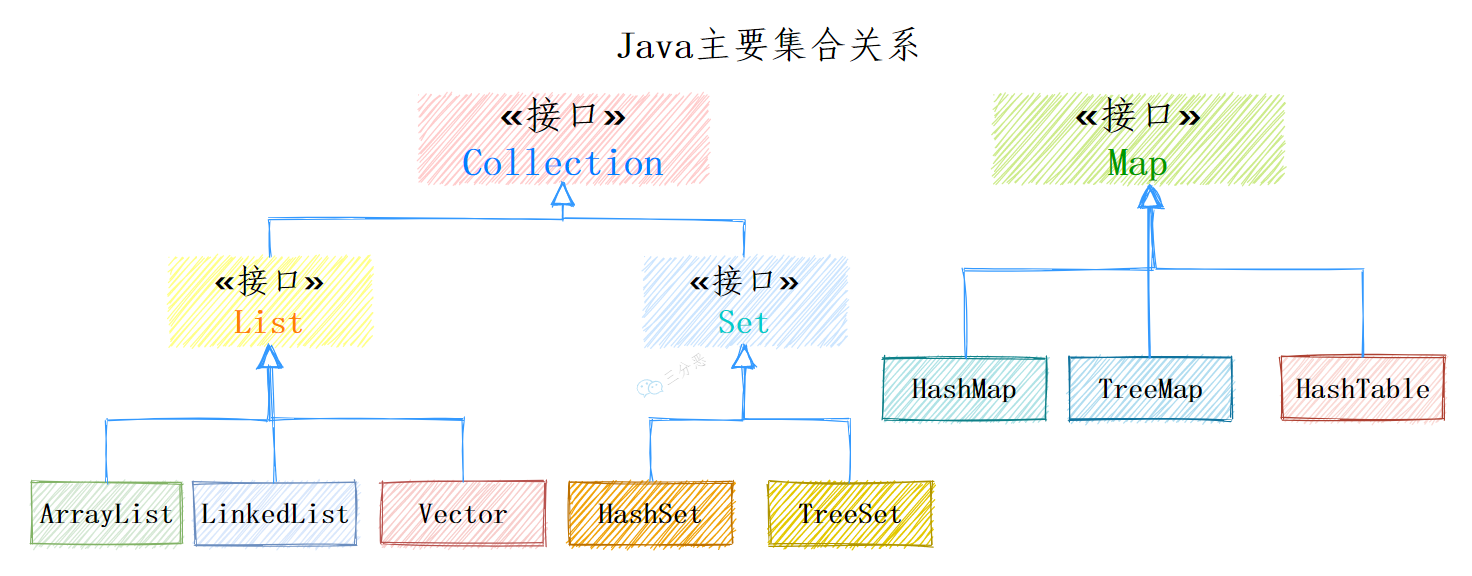 Java主要集合关系
«接口»
Collection
«接口»
Map
«接口»
List
«接口»
Set
三分恶
HashMap
TreeMap
HashTable
ArrayList
LinkedList
Vector
HashSet
TreeSet